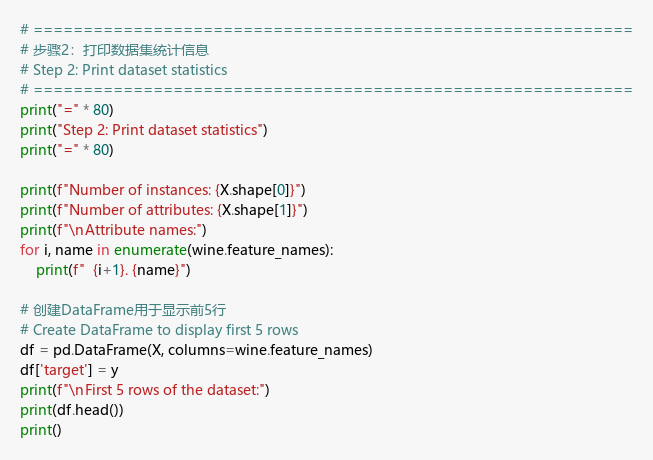 # ============================================================
# 步骤2：打印数据集统计信息
# Step 2: Print dataset statistics
# ============================================================
print("=" * 80)
print("Step 2: Print dataset statistics")
print("=" * 80)

print(f"Number of instances: {X.shape[0]}")
print(f"Number of attributes: {X.shape[1]}")
print(f"\nAttribute names:")
for i, name in enumerate(wine.feature_names):
    print(f"  {i+1}. {name}")

# 创建DataFrame用于显示前5行
# Create DataFrame to display first 5 rows
df = pd.DataFrame(X, columns=wine.feature_names)
df['target'] = y
print(f"\nFirst 5 rows of the dataset:")
print(df.head())
print()